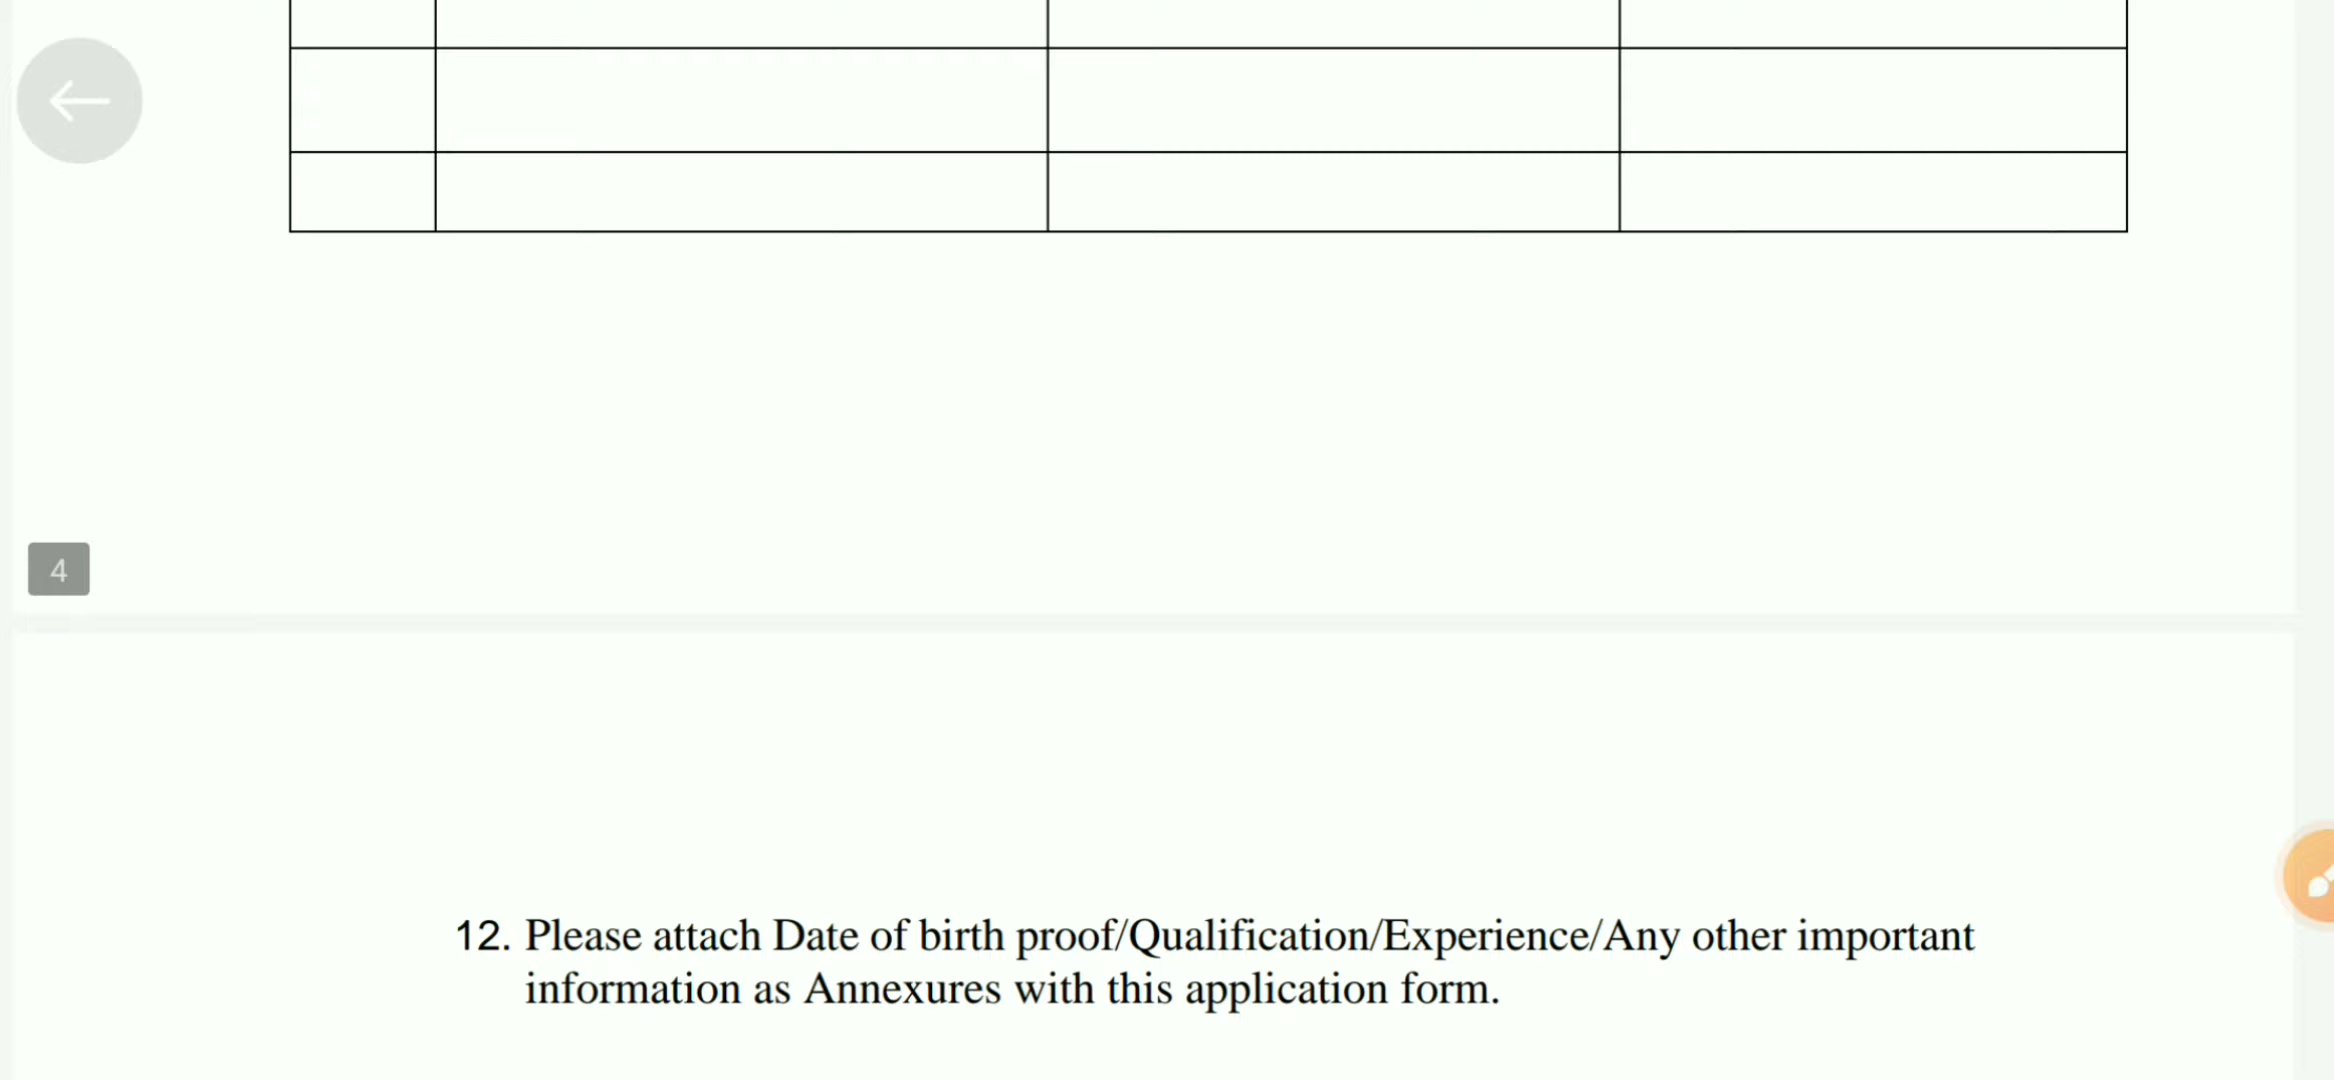 4
12. Please attach Date of birth proof/Qualification/Experience/Any other important
information as Annexures with this application form.